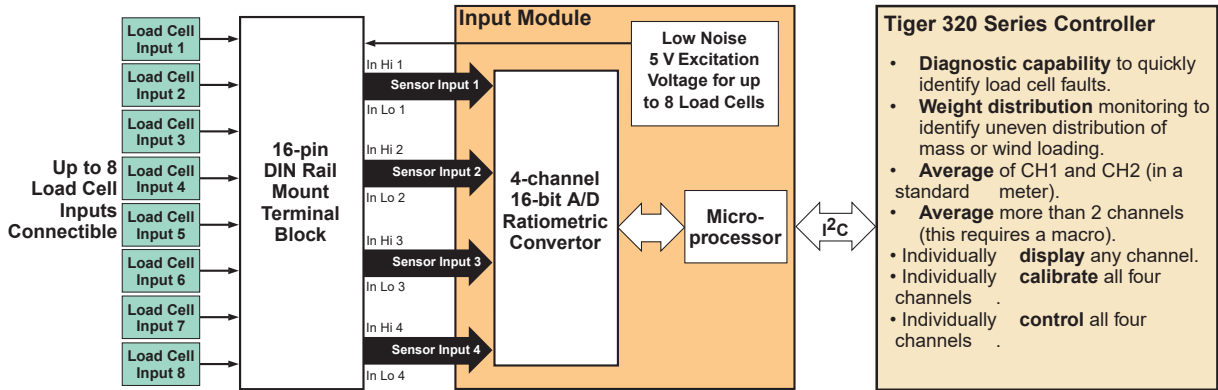 Up to 8
Load Cell
Inputs
Connectible
Load Cell
Input 1
Load Cell
Input 2
Load Cell
Input 3
Load Cell
Input 4
Load Cell
Input 5
Load Cell
Input 6
Load Cell
Input 7
Load Cell
Input 8
16-pin
DIN Rail
Mount
Terminal
Block
In Hi 1
Sensor Input 1
In Lo 1
In Hi 2
Sensor Input 2
In Lo 2
In Hi 3
Sensor Input 3
In Lo 3
In Hi 4
Sensor Input 4
In Lo 4
Input Module
Low Noise
5 V Excitation
Voltage for up
to 8 Load Cells
4-channel
16-bit A/D
Ratiometric
Convertor
Micro-
processor
I2C
Tiger 320 Series Controller
• Diagnostic capability to quickly
identify load cell faults.
• Weight distribution monitoring to
identify uneven distribution of
mass or wind loading.
• Average of CH1 and CH2 (in a
standard meter).
• Average more than 2 channels
(this requires a macro).
• Individually display any channel.
• Individually calibrate all four
channels .
• Individually control all four
channels .